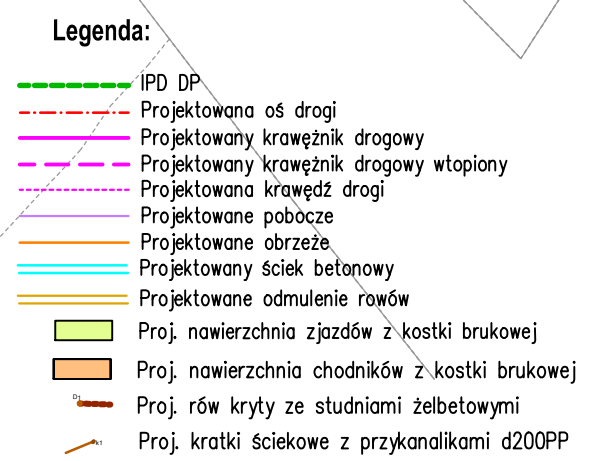 Legenda:
IPD DP
Projektowana oś drogi
Projektowany krawężnik drogowy
Projektowany krawężnik drogowy wtopiony
Projektowana krawędź drogi
Projektowane pobocze
Projektowane obrzeże
Projektowany ściek betonowy
Projektowane odmulenie rowów
Proj. nawierzchnia zjazdów z kostki brukowej
Proj. nawierzchnia chodników z kostki brukowej
D1
Proj. rów kryty ze studniami żelbetowymi
k1
Proj. kratki ściekowe z przykanalikami d200PP